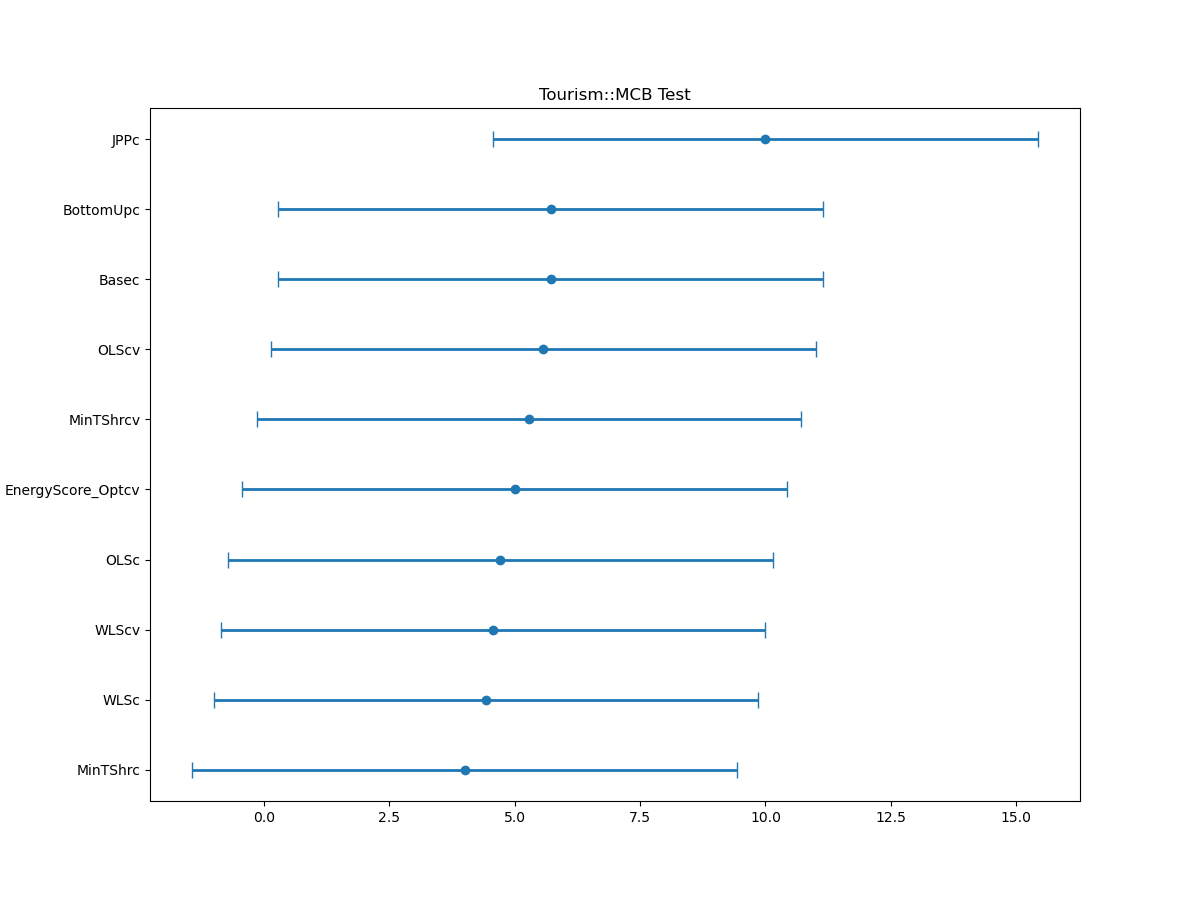 Tourism::MCB Test
JPPc
BottomUpc
Basec
OLScv
MinTShrcv
EnergyScore_Optcv
OLSc
WLScv
WLSc
MinTShrc
0.0 2.5 5.0 7.5 10.0 12.5 15.0